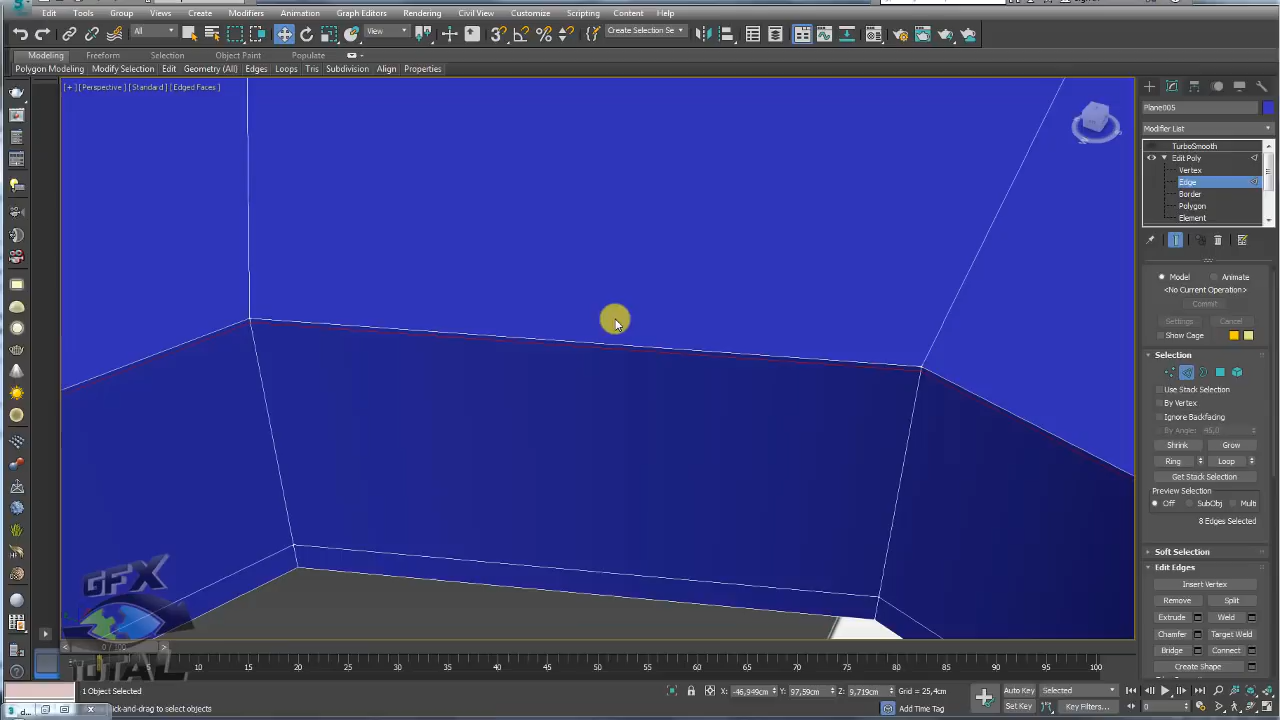 Edit Tools Group Views Create Modifiers Animation Graph Editors Rendering Civil View Customize Scripting Content Help
All View Create Selection Se
Modeling Freeform Selection Object Paint Populate
Polygon Modeling Modify Selection Edit Geometry (All) Edges Loops Tris Subdivision Align Properties
[+] [Perspective] [Standard] [Edged Faces]
Plane005
Modifier List
TurboSmooth
Edit Poly
Vertex
Edge
Border
Polygon
Element
Model Animate
<No Current Operation>
Commit
Settings Cancel
Show Cage
Selection
Use Stack Selection
By Vertex
Ignore Backfacing
By Angle: 45,0
Shrink Grow
Ring Loop
Get Stack Selection
Preview Selection
Off SubObj Multi
8 Edges Selected
Soft Selection
Edit Edges
Insert Vertex
Remove Split
Extrude Weld
Chamfer Target Weld
Bridge Connect
Create Shape
GFX
TOTAL
0 / 100
10 15 20 25 30 35 40 45 50 55 60 65 70 75 80 85 90 95 100
1 Object Selected
X: -46,949cm Y: 97,59cm Z: 9,719cm Grid = 25,4cm
Auto Key Selected
click-and-drag to select objects
Add Time Tag
Set Key Key Filters...
0
d...